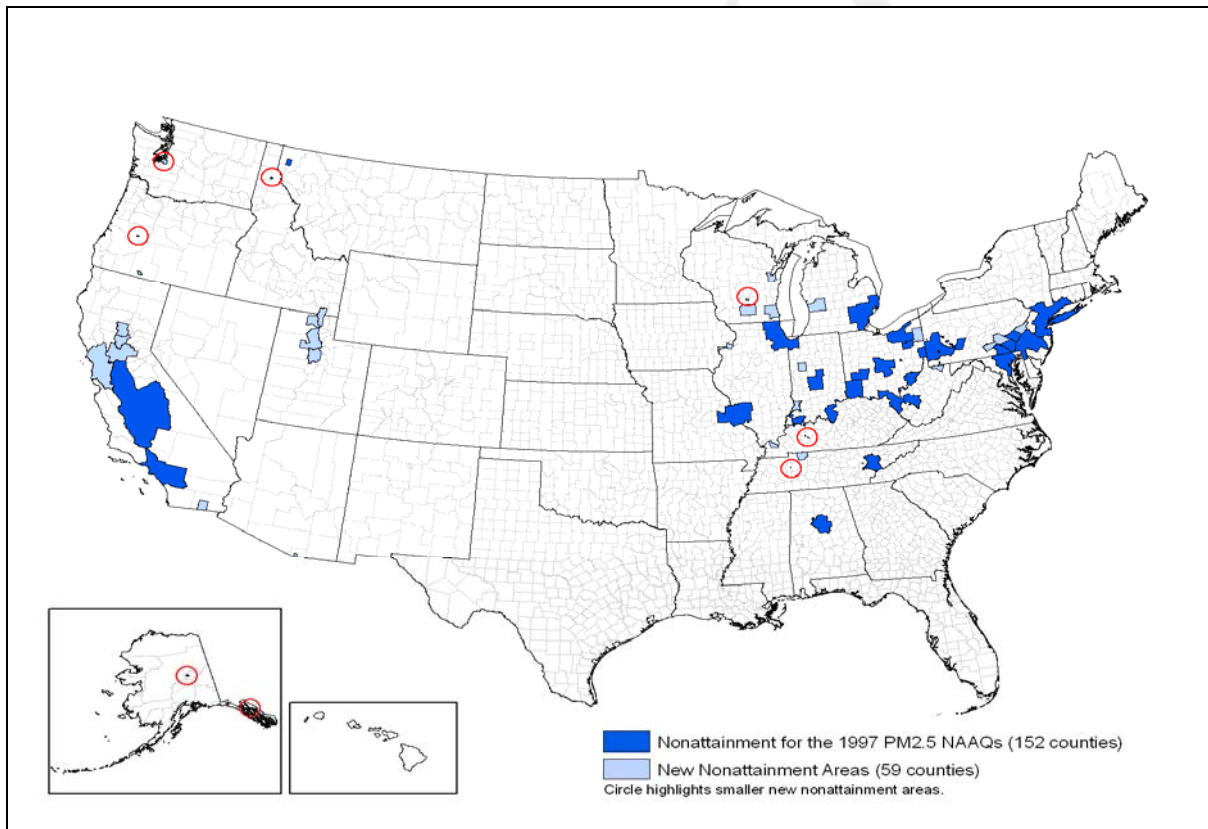 Nonattainment for the 1997 PM2.5 NAAQs (152 counties)
New Nonattainment Areas (59 counties)
Circle highlights smaller new nonattainment areas.